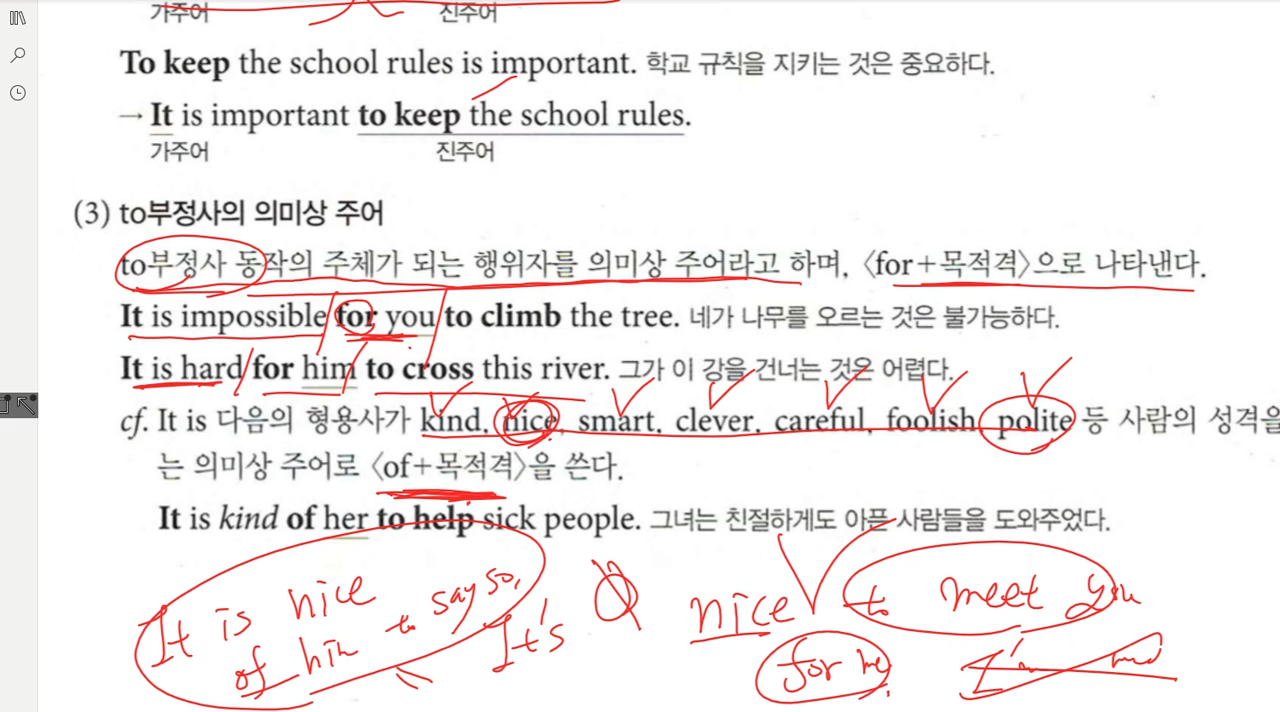 가주어 진주어
To keep the school rules is important. 학교 규칙을 지키는 것은 중요하다.
→ It is important to keep the school rules.
가주어 진주어
(3) to부정사의 의미상 주어
to부정사 동작의 주체가 되는 행위자를 의미상 주어라고 하며, 〈for+목적격〉으로 나타낸다.
It is impossible for you to climb the tree. 네가 나무를 오르는 것은 불가능하다.
It is hard for him to cross this river. 그가 이 강을 건너는 것은 어렵다.
cf. It is 다음의 형용사가 kind, nice, smart, clever, careful, foolish, polite 등 사람의 성격을
는 의미상 주어로 〈of+목적격〉을 쓴다.
It is kind of her to help sick people. 그녀는 친절하게도 아픈 사람들을 도와주었다.
It is nice
of him to say so,
It's nice to meet you
for me.